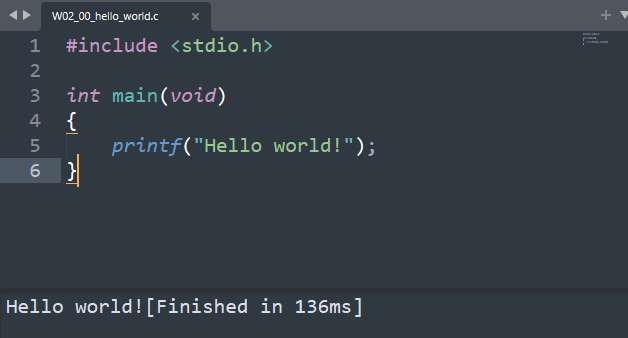 W02_00_hello_world.c
1 #include <stdio.h>
2
3 int main(void)
4 {
5     printf("Hello world!");
6 }
Hello world![Finished in 136ms]